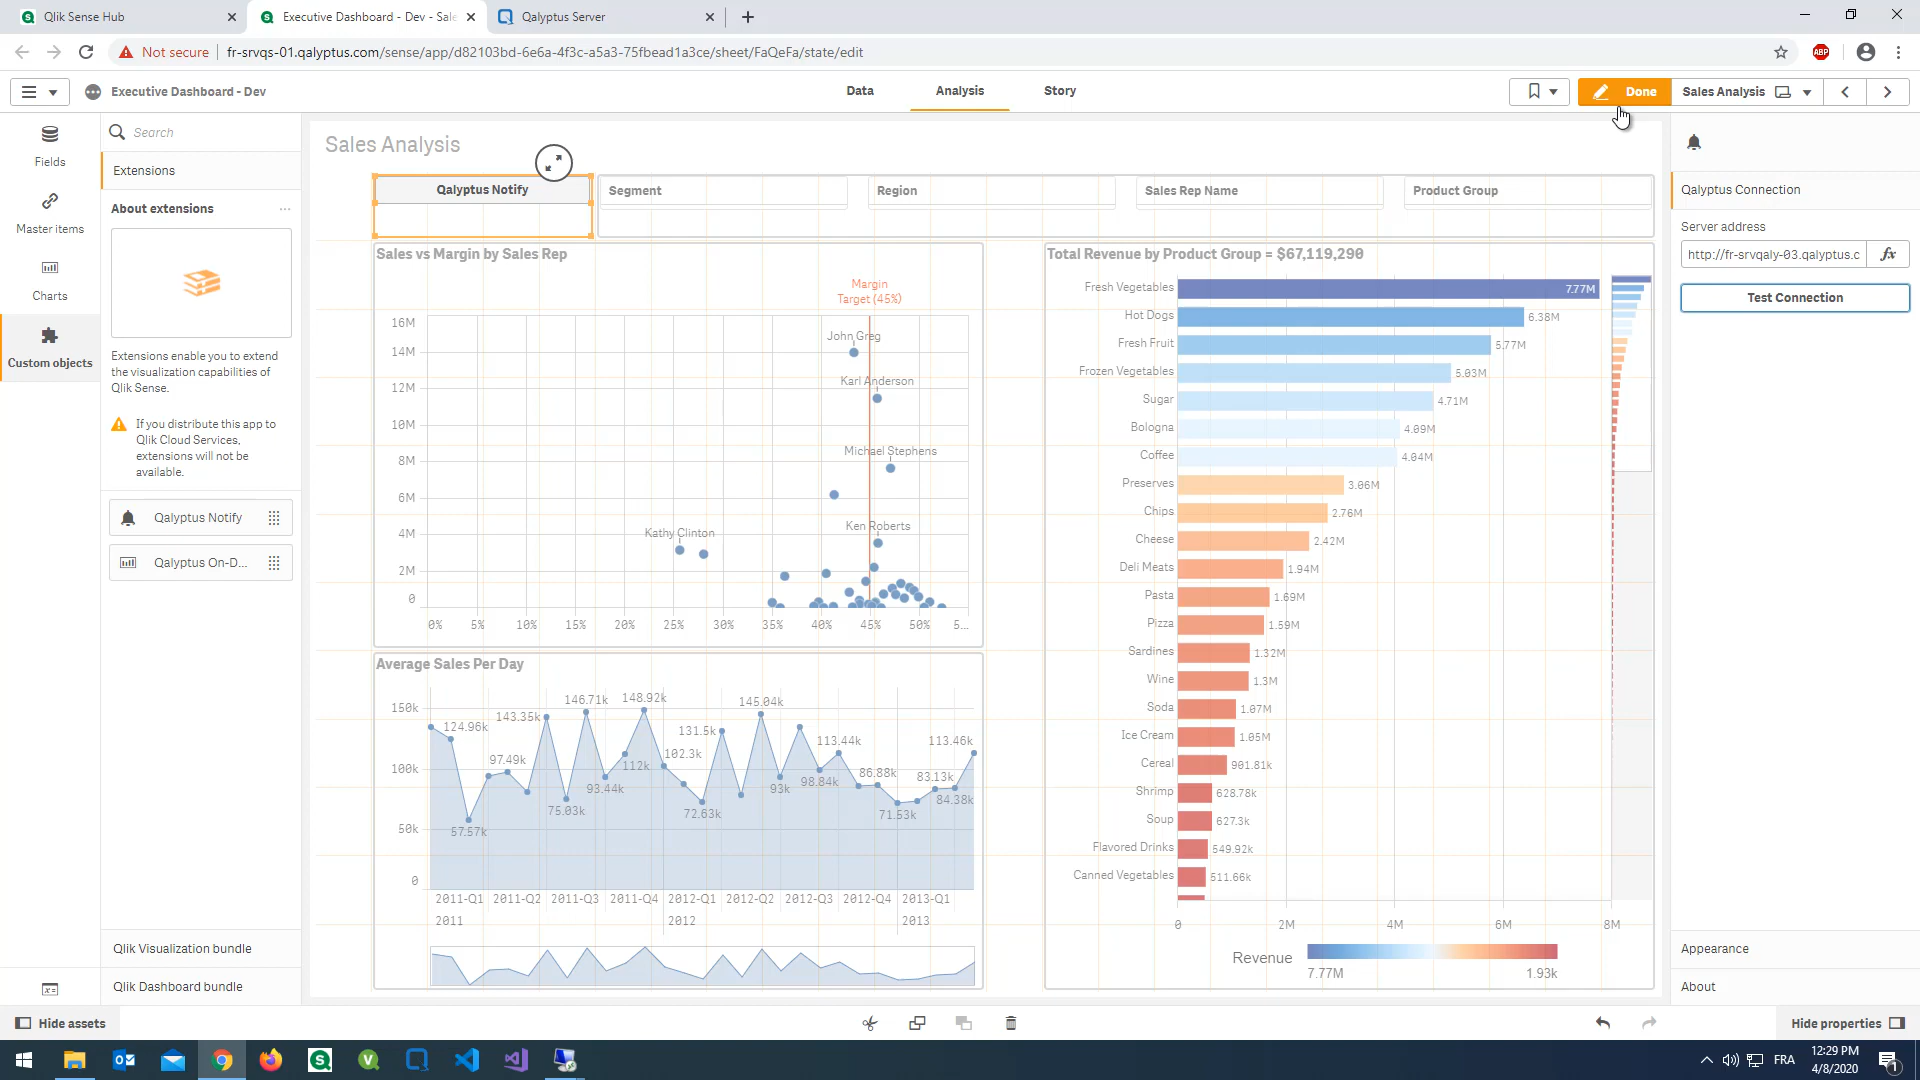 Qlik Sense Hub
Executive Dashboard - Dev - Sale
Qalyptus Server
Not secure
fr-srvqs-01.qalyptus.com/sense/app/d82103bd-6e6a-4f3c-a5a3-75fbead1a3ce/sheet/FaQeFa/state/edit
ABP
Executive Dashboard - Dev
Data
Analysis
Story
Done
Sales Analysis
Fields
Master items
Charts
Custom objects
Search
Extensions
About extensions
Extensions enable you to extend
the visualization capabilities of
Qlik Sense.
If you distribute this app to
Qlik Cloud Services,
extensions will not be
available.
Qalyptus Notify
Qalyptus On-D...
Qlik Visualization bundle
Qlik Dashboard bundle
Hide assets
Sales Analysis
Qalyptus Notify
Segment
Region
Sales Rep Name
Product Group
Sales vs Margin by Sales Rep
Margin
Target (45%)
16M
14M
12M
10M
8M
6M
4M
2M
0
John Greg
Karl Anderson
Michael Stephens
Ken Roberts
Kathy Clinton
0%
5%
10%
15%
20%
25%
30%
35%
40%
45%
50%
5...
Average Sales Per Day
150k
100k
50k
0
124.96k
57.57k
97.49k
143.35k
75.03k
146.71k
93.44k
112k
148.92k
102.3k
72.63k
131.5k
145.04k
93k
98.84k
113.44k
86.88k
71.53k
83.13k
84.38k
113.46k
2011-Q1
2011-Q2
2011-Q3
2011-Q4
2012-Q1
2012-Q2
2012-Q3
2012-Q4
2013-Q1
2011
2012
2013
Total Revenue by Product Group = $67,119,290
Fresh Vegetables 7.77M
Hot Dogs 6.38M
Fresh Fruit 5.77M
Frozen Vegetables 5.03M
Sugar 4.71M
Bologna 4.09M
Coffee 4.04M
Preserves 3.06M
Chips 2.76M
Cheese 2.42M
Deli Meats 1.94M
Pasta 1.69M
Pizza 1.59M
Sardines 1.32M
Wine 1.3M
Soda 1.07M
Ice Cream 1.05M
Cereal 901.81k
Shrimp 628.78k
Soup 627.3k
Flavored Drinks 549.92k
Canned Vegetables 511.66k
0
2M
4M
6M
8M
Revenue
7.77M
1.93k
Qalyptus Connection
Server address
http://fr-srvqaly-03.qalyptus.c
fx
Test Connection
Appearance
About
Hide properties
FRA
12:29 PM
4/8/2020
1